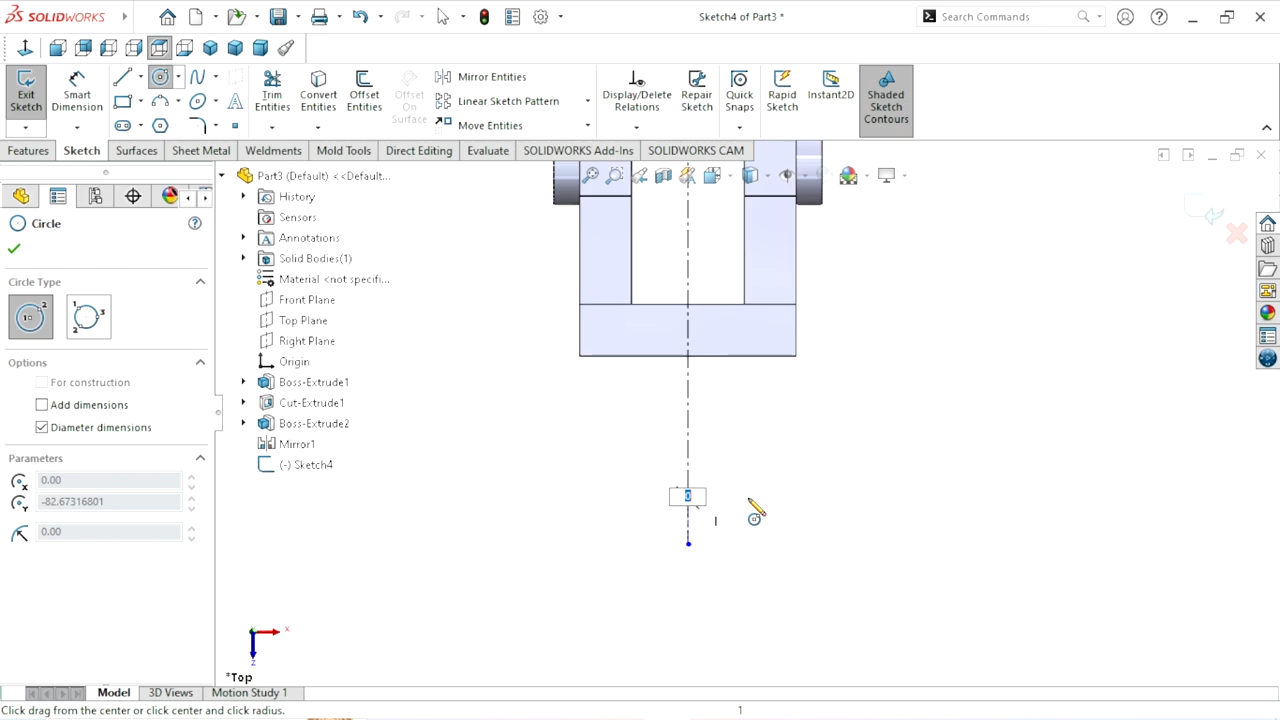 SOLIDWORKS
Sketch4 of Part3 *
Search Commands
Exit Sketch
Smart Dimension
Trim Entities
Convert Entities
Offset Entities
Offset On Surface
Mirror Entities
Linear Sketch Pattern
Move Entities
Display/Delete Relations
Repair Sketch
Quick Snaps
Rapid Sketch
Instant2D
Shaded Sketch Contours
Features
Sketch
Surfaces
Sheet Metal
Weldments
Mold Tools
Direct Editing
Evaluate
SOLIDWORKS Add-Ins
SOLIDWORKS CAM
Circle
Circle Type
Options
For construction
Add dimensions
Diameter dimensions
Parameters
0.00
-82.67316801
0.00
Part3 (Default) <<Default...
History
Sensors
Annotations
Solid Bodies(1)
Material <not specifi...
Front Plane
Top Plane
Right Plane
Origin
Boss-Extrude1
Cut-Extrude1
Boss-Extrude2
Mirror1
(-) Sketch4
0
x
z
*Top
Model
3D Views
Motion Study 1
Click drag from the center or click center and click radius.
1